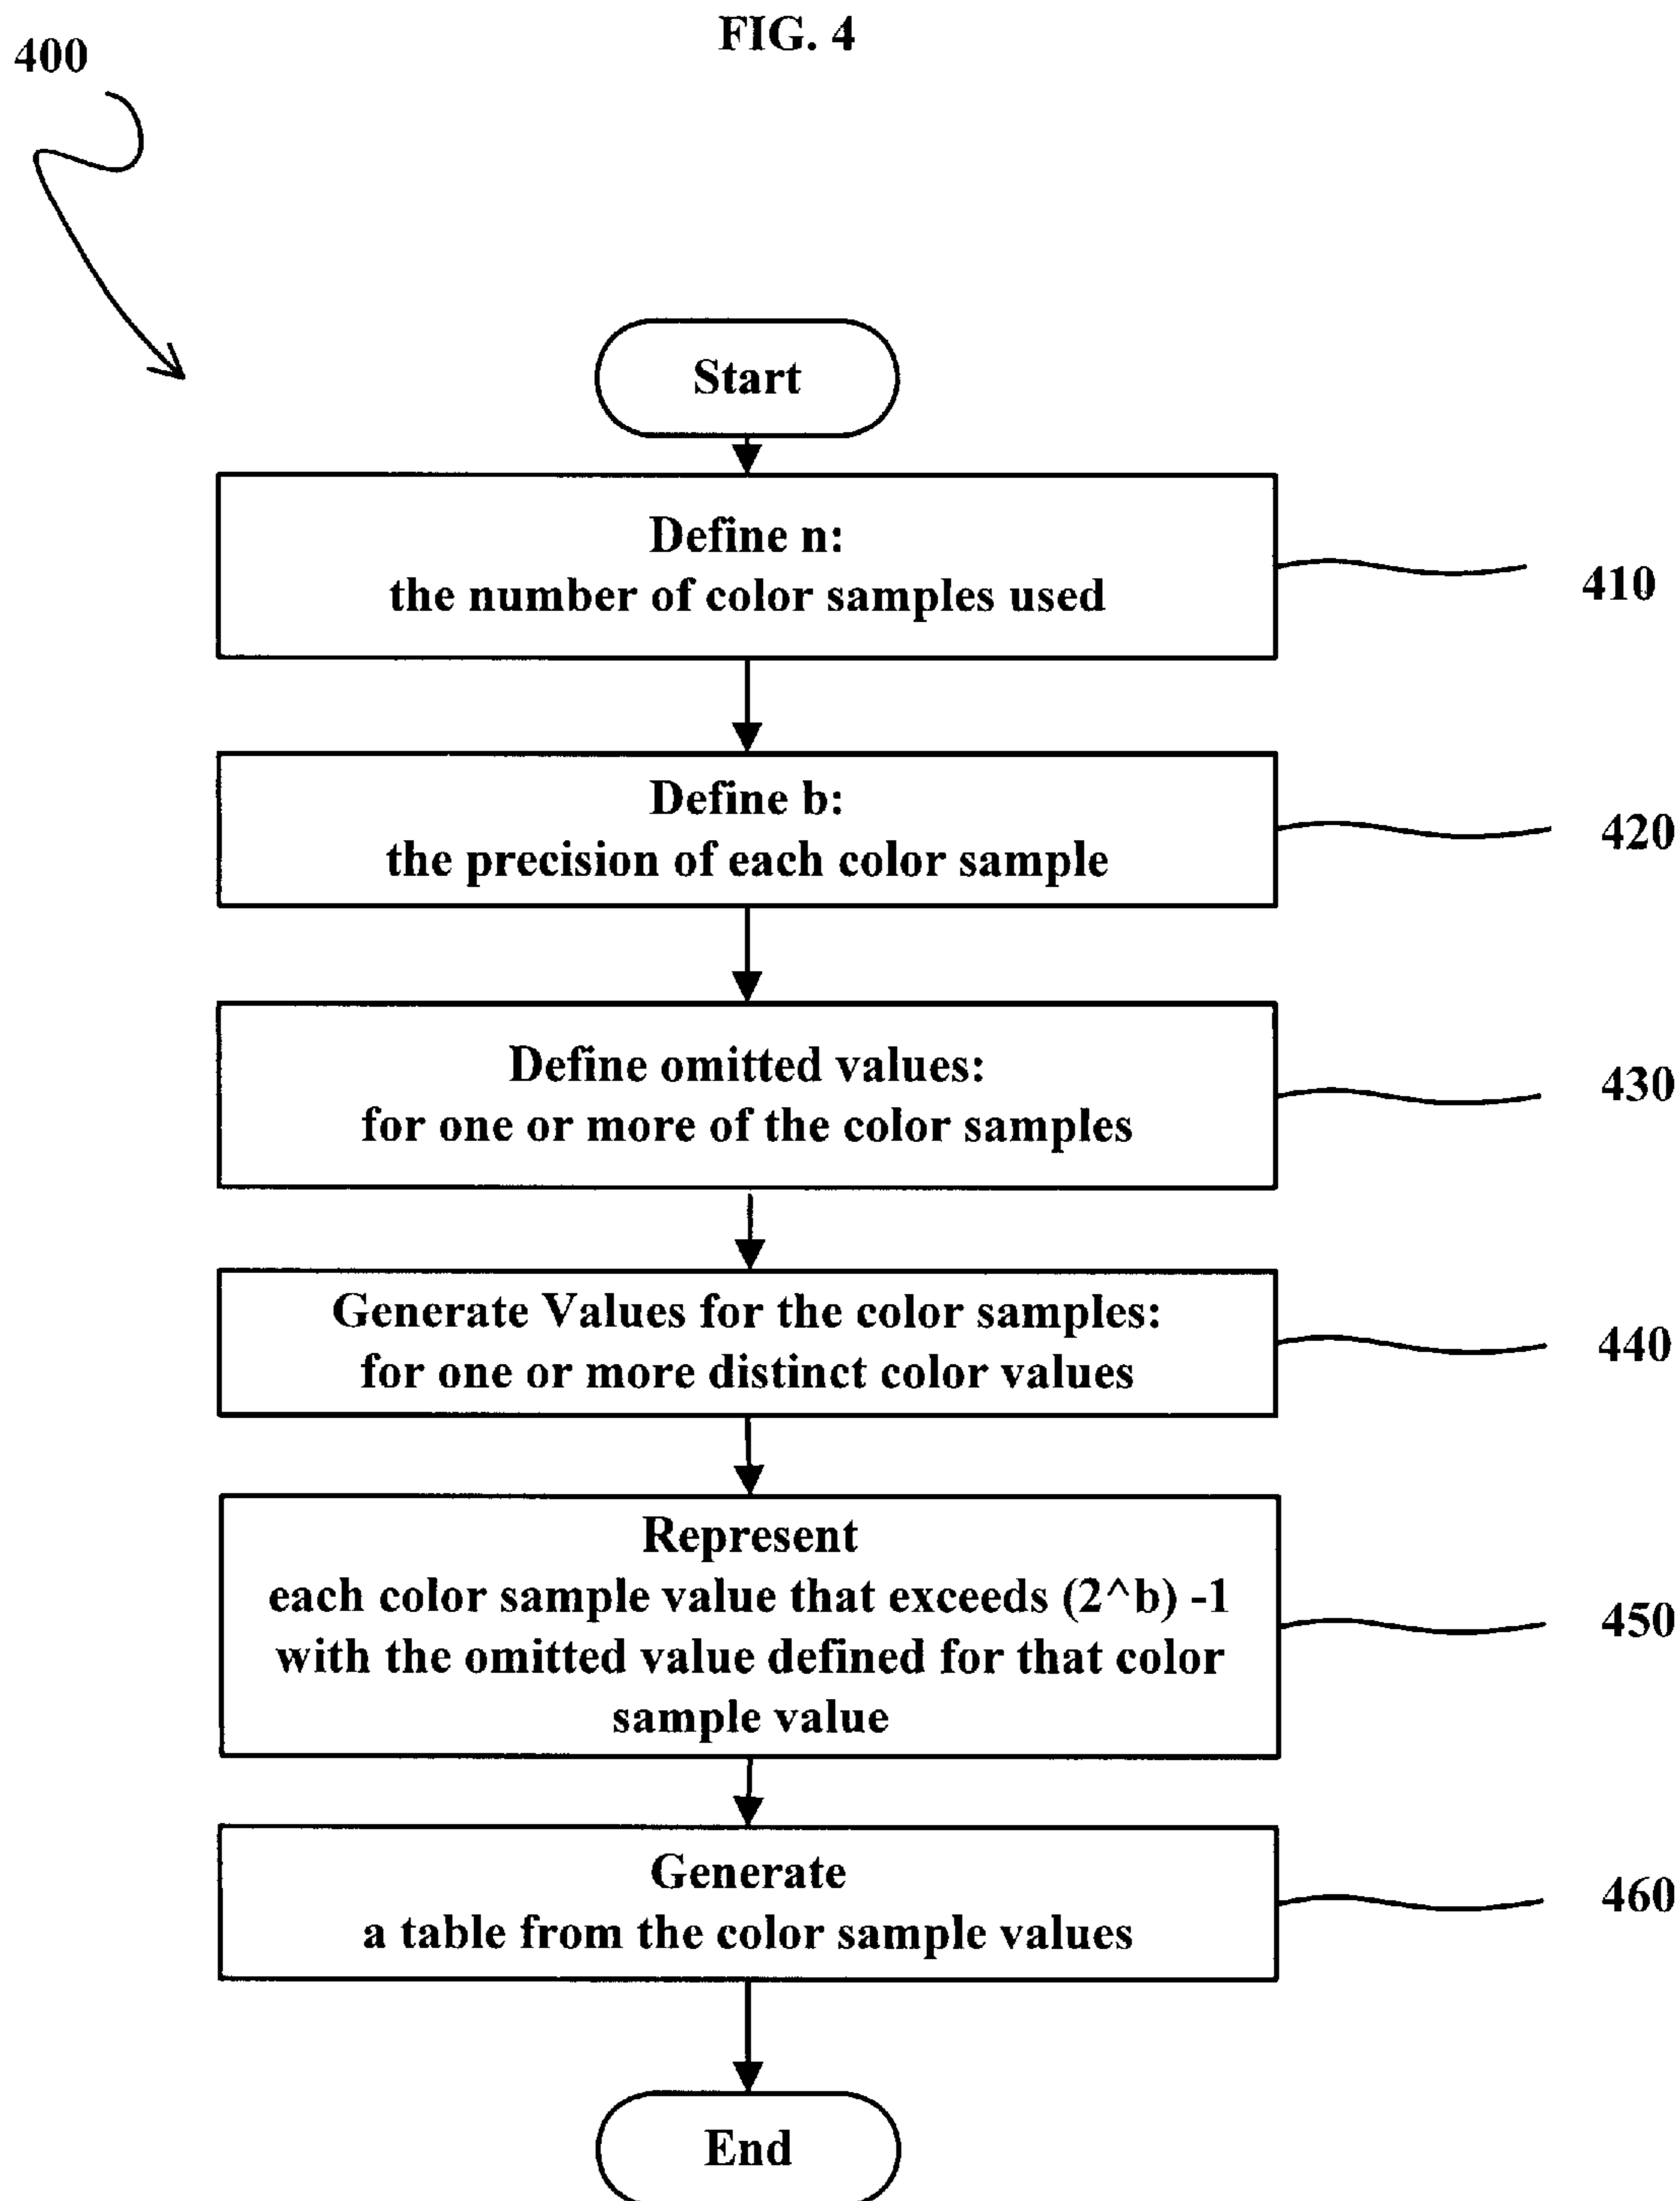 FIG. 4
400
Start
Define n:
the number of color samples used
410
Define b:
the precision of each color sample
420
Define omitted values:
for one or more of the color samples
430
Generate Values for the color samples:
for one or more distinct color values
440
Represent
each color sample value that exceeds (2^b) -1
with the omitted value defined for that color
sample value
450
Generate
a table from the color sample values
460
End